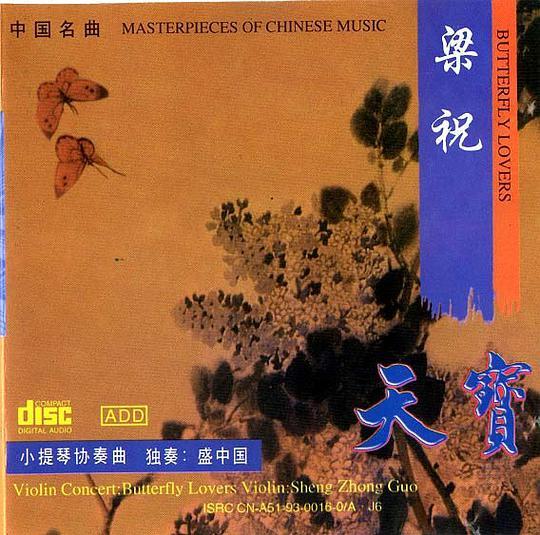 中国名曲 MASTERPIECES OF CHINESE MUSIC
梁祝
BUTTERFLY LOVERS
天寶
COMPACT
disc
DIGITAL AUDIO
ADD
小提琴协奏曲 独奏：盛中国
Violin Concert:Butterfly Lovers Violin:Sheng Zhong Guo
ISRC CN-A51-93-0016-0/A·J6